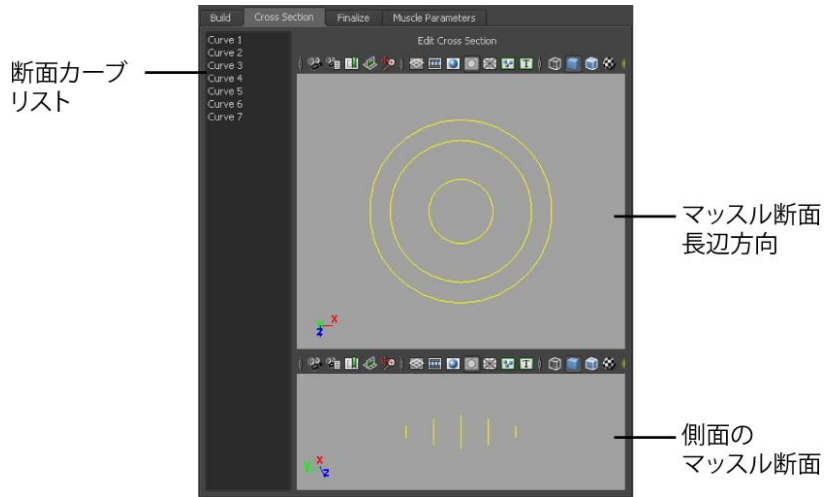 Build Cross Section Finalize Muscle Parameters
断面カーブ
リスト
Curve 1
Curve 2
Curve 3
Curve 4
Curve 5
Curve 6
Curve 7
Edit Cross Section
マッスル断面
長辺方向
x
z
側面の
マッスル断面
x
Y
z